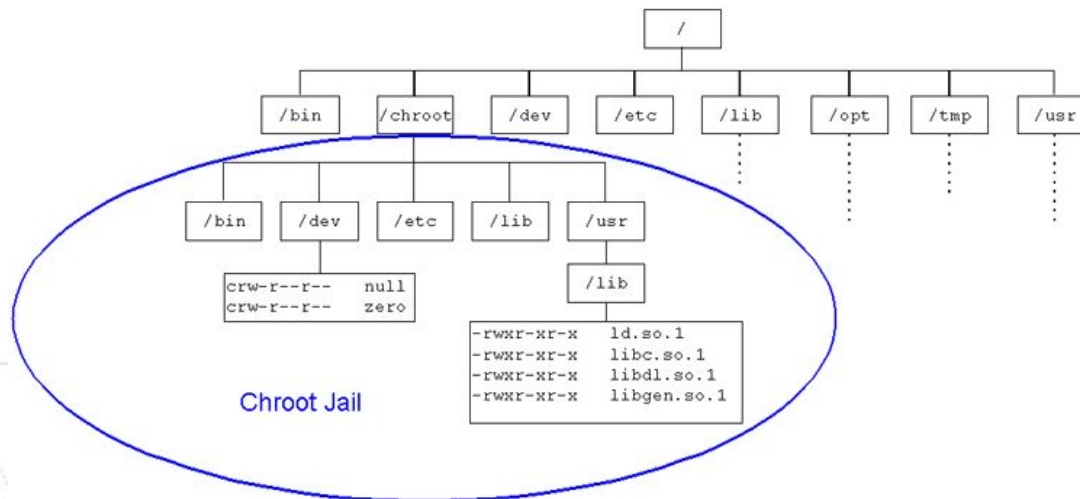 /
/bin /chroot /dev /etc /lib /opt /tmp /usr
/bin /dev /etc /lib /usr
crw-r--r-- null
crw-r--r-- zero
/lib
-rwxr-xr-x ld.so.1
-rwxr-xr-x libc.so.1
-rwxr-xr-x libdl.so.1
-rwxr-xr-x libgen.so.1
Chroot Jail